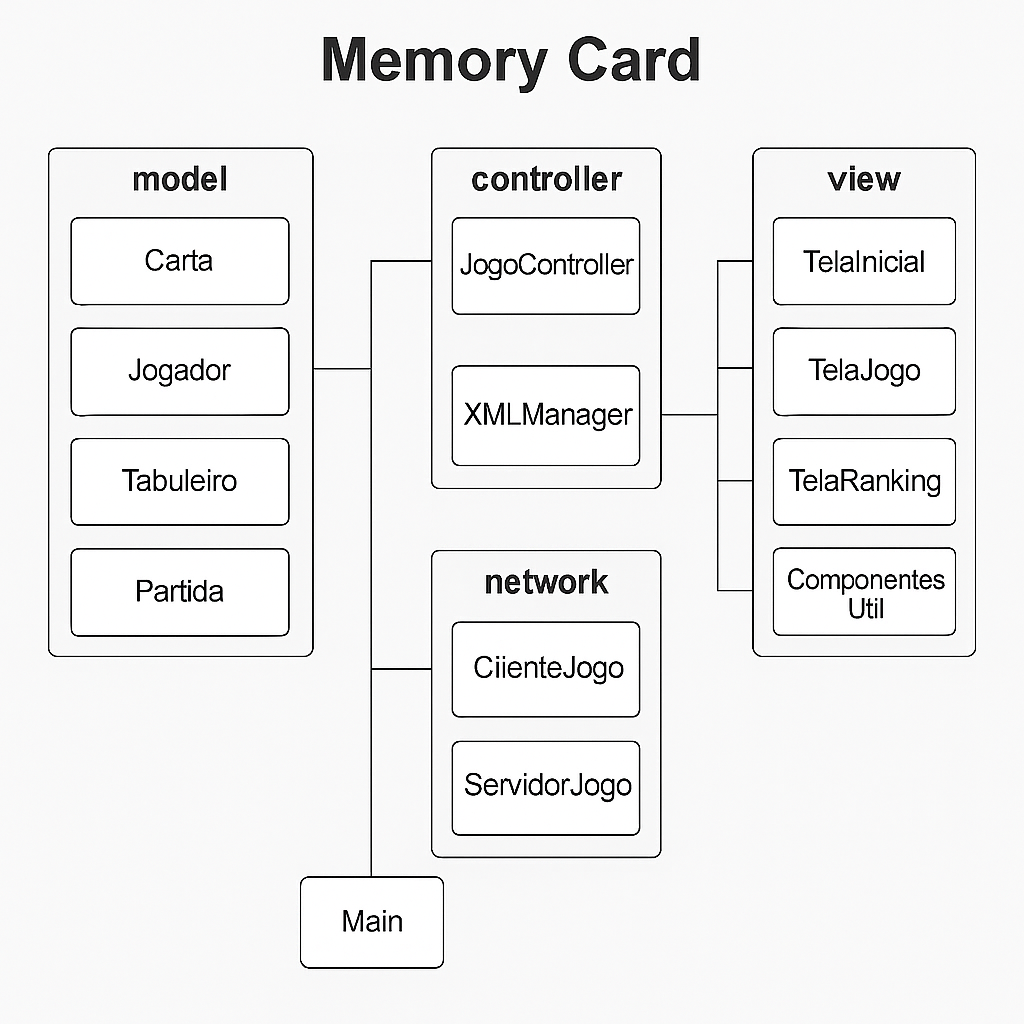 Memory Card
model
Carta
Jogador
Tabuleiro
Partida
controller
JogoController
XMLManager
network
CiienteJogo
ServidorJogo
view
TelaInicial
TelaJogo
TelaRanking
Componentes
Util
Main